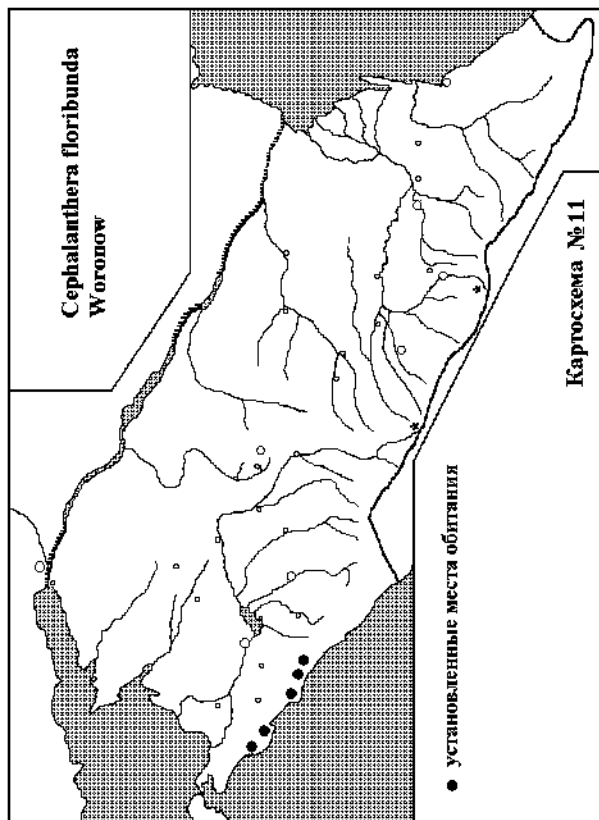 Cephalanthera floribunda
Woronow
● установленные места обитания
Картосхема №11